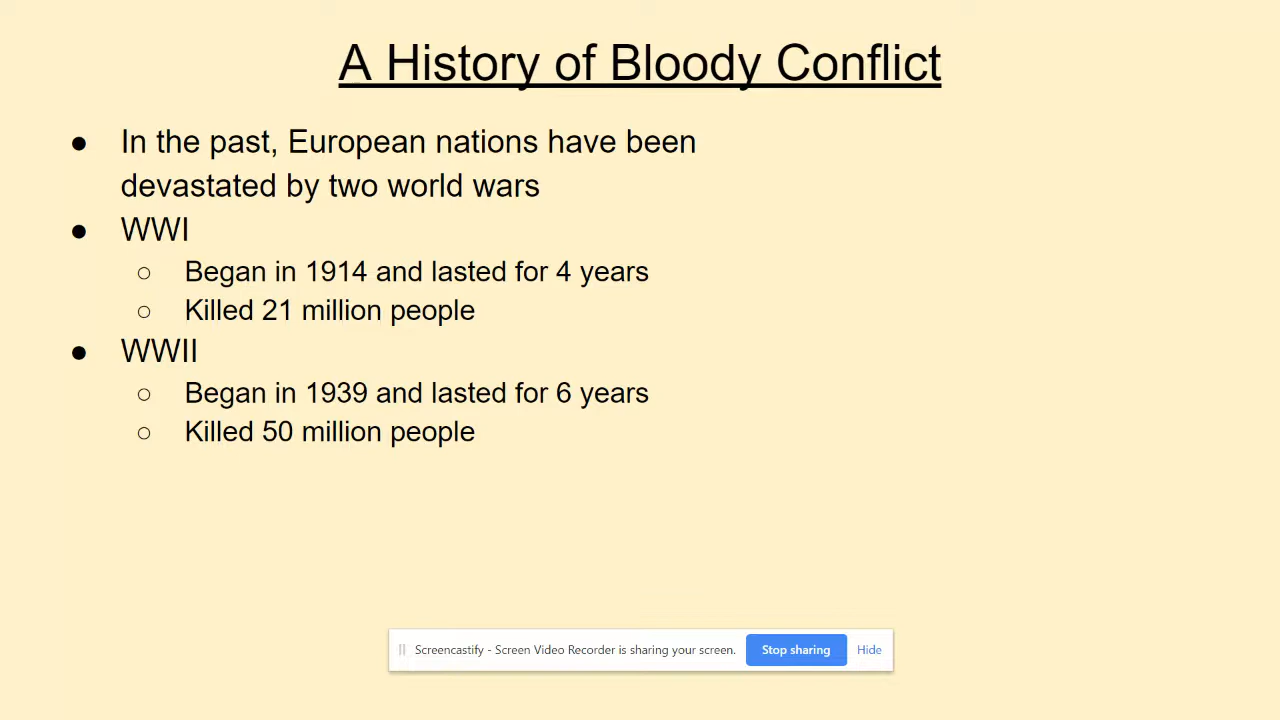 A History of Bloody Conflict
● In the past, European nations have been
devastated by two world wars
● WWI
○ Began in 1914 and lasted for 4 years
○ Killed 21 million people
● WWII
○ Began in 1939 and lasted for 6 years
○ Killed 50 million people
Screencastify - Screen Video Recorder is sharing your screen. Stop sharing Hide